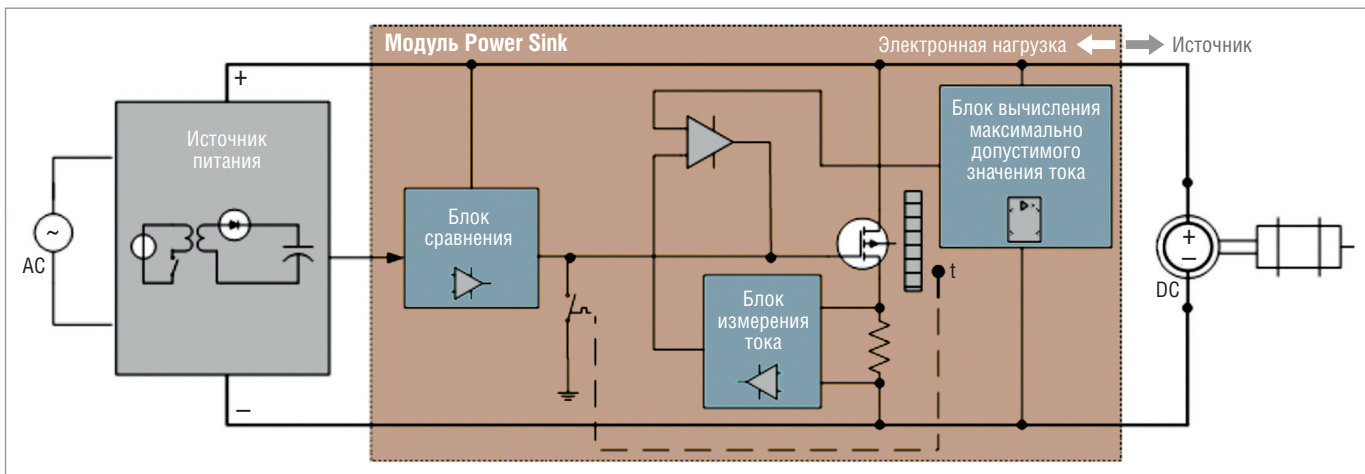 Модуль Power Sink
Электронная нагрузка
Источник
+
Источник
питания
~
AC
Блок
сравнения
Блок
измерения
тока
Блок вычисления
максимально
допустимого
значения тока
t
+
–
DC
–